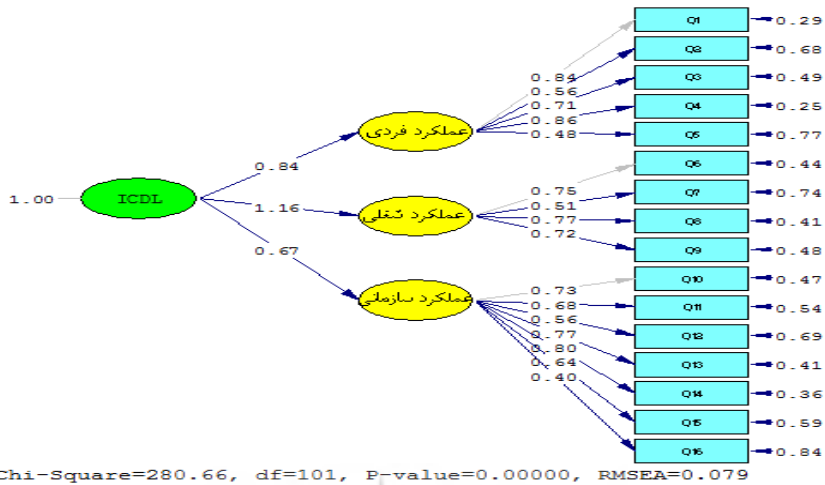 Q1 0.29
Q2 0.68
0.84
0.56 Q3 0.49
0.71
0.86 Q4 0.25
عملکرد فردی
0.48 Q5 0.77
0.84
Q6 0.44
0.75
1.00 ICDL 0.51 Q7 0.74
1.16 عملکرد شغلی
0.77 Q8 0.41
0.72
0.67 Q9 0.48
0.73 Q10 0.47
عملکرد سازمانی
0.68 Q11 0.54
0.56
0.77 Q12 0.69
0.80 Q13 0.41
0.64
0.40 Q14 0.36
Q15 0.59
Q16 0.84
Chi-Square=280.66, df=101, P-value=0.00000, RMSEA=0.079